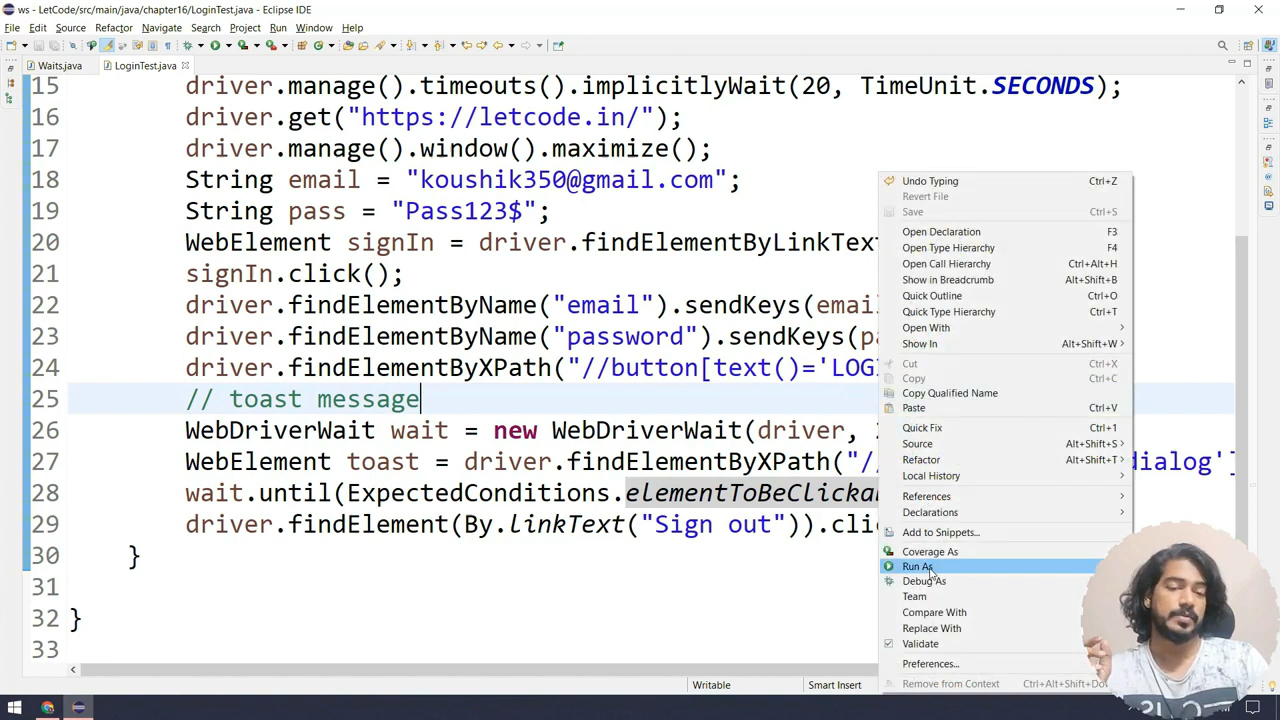 ws - LetCode/src/main/java/chapter16/LoginTest.java - Eclipse IDE
File Edit Source Refactor Navigate Search Project Run Window Help
Waits.java LoginTest.java
15 driver.manage().timeouts().implicitlyWait(20, TimeUnit.SECONDS);
16 driver.get("https://letcode.in/");
17 driver.manage().window().maximize();
18 String email = "koushik350@gmail.com";
19 String pass = "Pass123$";
20 WebElement signIn = driver.findElementByLinkText
21 signIn.click();
22 driver.findElementByName("email").sendKeys(email
23 driver.findElementByName("password").sendKeys(p
24 driver.findElementByXPath("//button[text()='LOG
25 // toast message
26 WebDriverWait wait = new WebDriverWait(driver,
27 WebElement toast = driver.findElementByXPath("/ dialog']
28 wait.until(ExpectedConditions.elementToBeClicka
29 driver.findElement(By.linkText("Sign out")).cli
30 }
31
32 }
33
Undo Typing Ctrl+Z
Revert File
Save Ctrl+S
Open Declaration F3
Open Type Hierarchy F4
Open Call Hierarchy Ctrl+Alt+H
Show in Breadcrumb Alt+Shift+B
Quick Outline Ctrl+O
Quick Type Hierarchy Ctrl+T
Open With
Show In Alt+Shift+W
Cut Ctrl+X
Copy Ctrl+C
Copy Qualified Name
Paste Ctrl+V
Quick Fix Ctrl+1
Source Alt+Shift+S
Refactor Alt+Shift+T
Local History
References
Declarations
Add to Snippets...
Coverage As
Run As
Debug As
Team
Compare With
Replace With
Validate
Preferences...
Remove from Context Ctrl+Alt+Shift+Do
Writable Smart Insert